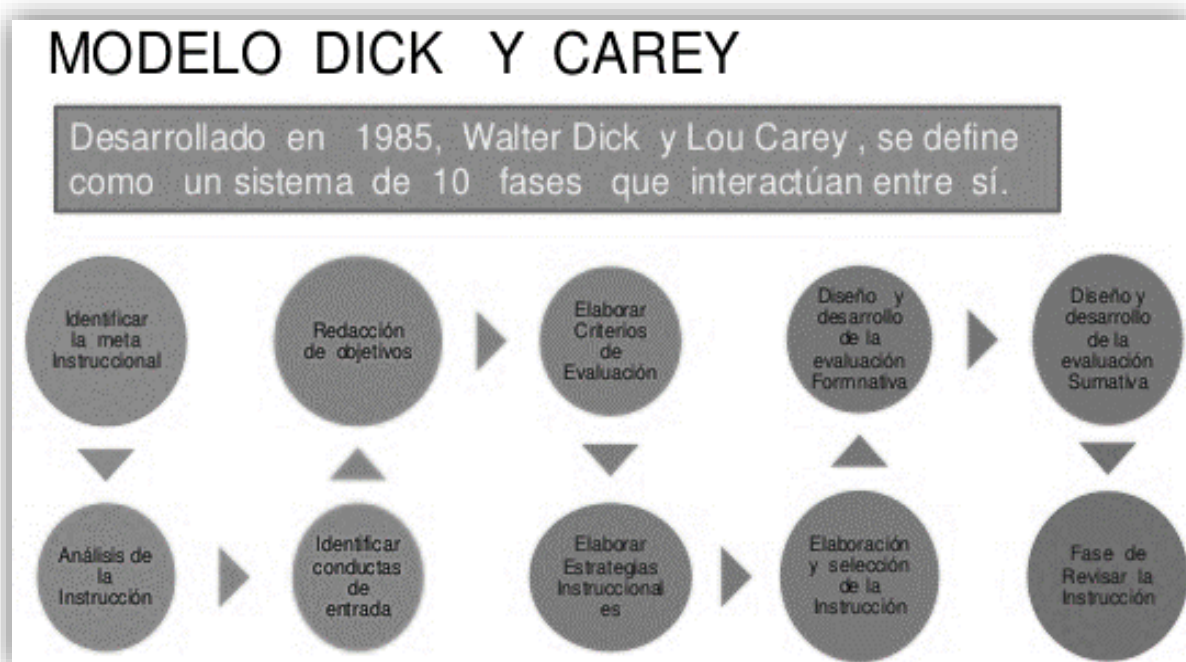 MODELO DICK Y CAREY
Desarrollado en 1985, Walter Dick y Lou Carey , se define
como un sistema de 10 fases que interactúan entre sí.
Identificar
la meta
Instruccional
Análisis de
la
Instrucción
Identificar
conductas
de
entrada
Redacción
de objetivos
Elaborar
Criterios
de
Evaluación
Elaborar
Estrategias
Instruccional
es
Elaboración
y selección
de la
Instrucción
Diseño y
desarrollo
de la
evaluación
Formnativa
Diseño y
desarrollo
de la
evaluación
Sumativa
Fase de
Revisar la
Instrucción